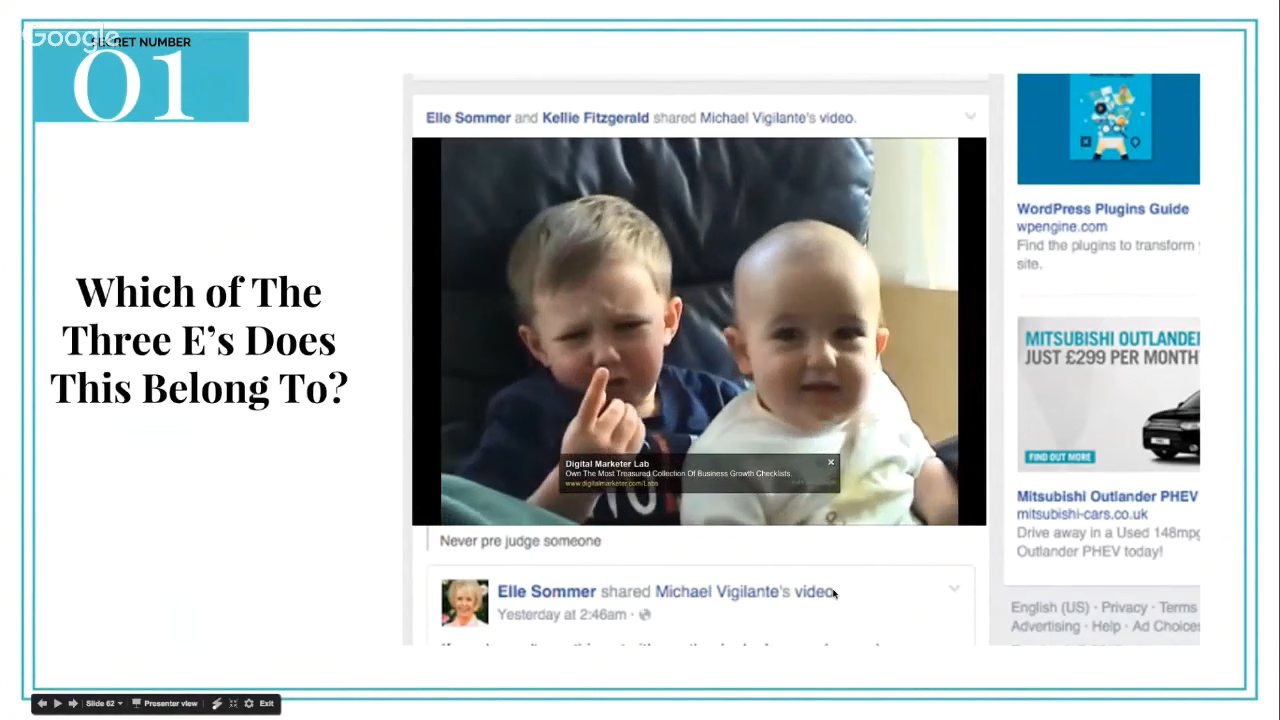 Google
SECRET NUMBER
01
Which of The
Three E's Does
This Belong To?
Elle Sommer and Kellie Fitzgerald shared Michael Vigilante's video.
Digital Marketer Lab
Own The Most Treasured Collection Of Business Growth Checklists.
www.digitalmarketer.com/Labs
Never pre judge someone
Elle Sommer shared Michael Vigilante's video.
Yesterday at 2:46am
WordPress Plugins Guide
wpengine.com
Find the plugins to transform
site.
MITSUBISHI OUTLANDER
JUST £299 PER MONTH
FIND OUT MORE
Mitsubishi Outlander PHEV
mitsubishi-cars.co.uk
Drive away in a Used 148mpg
Outlander PHEV today!
English (US) · Privacy · Terms
Advertising · Help · Ad Choices
Slide 62
Presenter view
Exit